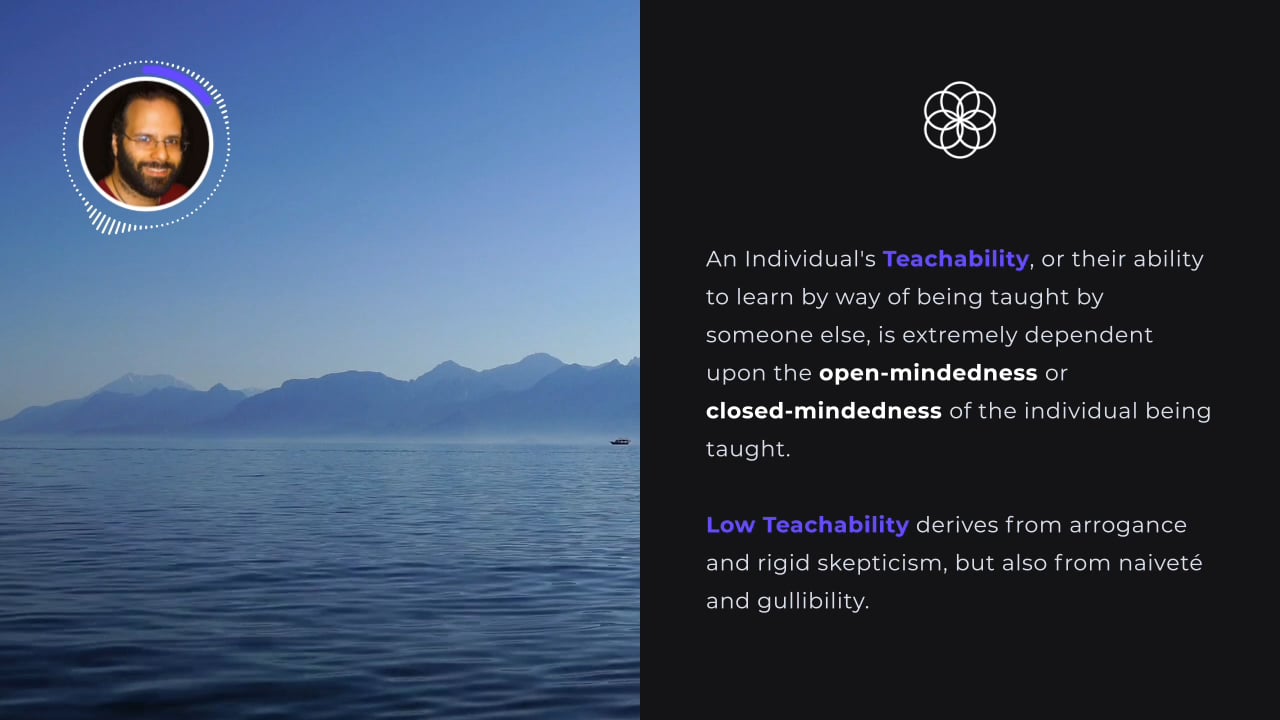 An Individual's Teachability, or their ability
to learn by way of being taught by
someone else, is extremely dependent
upon the open-mindedness or
closed-mindedness of the individual being
taught.
Low Teachability derives from arrogance
and rigid skepticism, but also from naiveté
and gullibility.